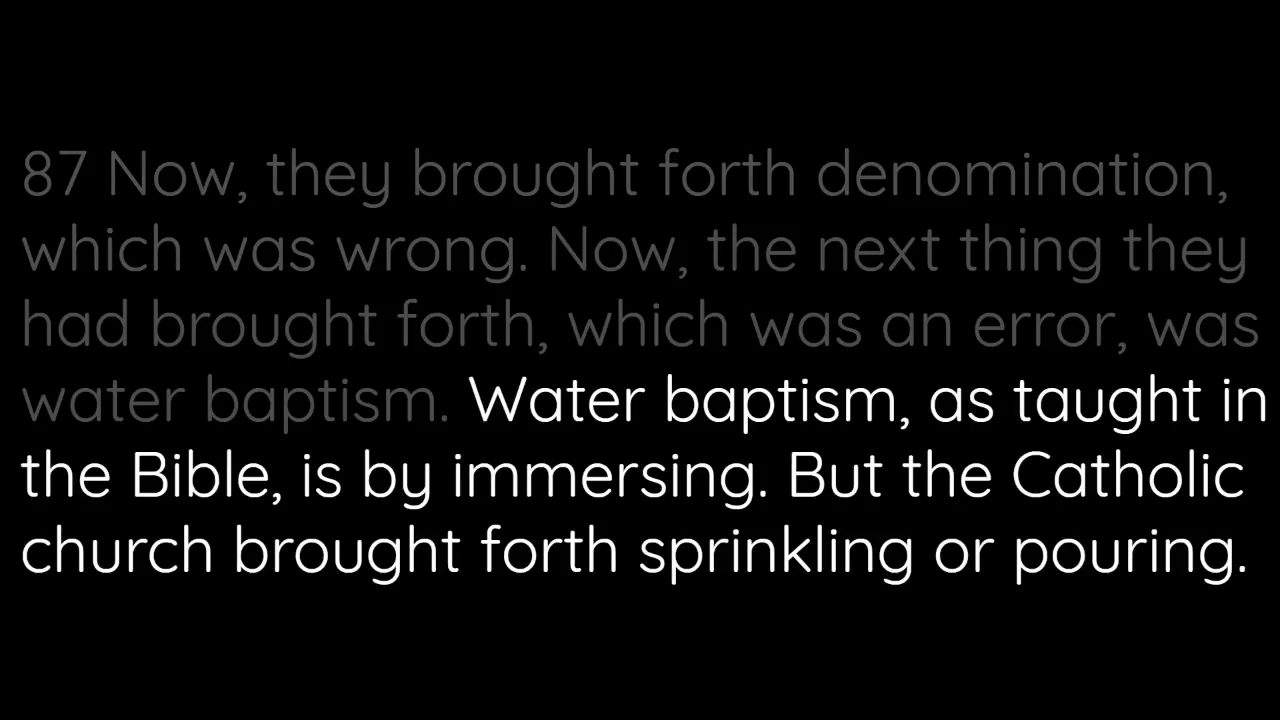 87 Now, they brought forth denomination,
which was wrong. Now, the next thing they
had brought forth, which was an error, was
water baptism. Water baptism, as taught in
the Bible, is by immersing. But the Catholic
church brought forth sprinkling or pouring.